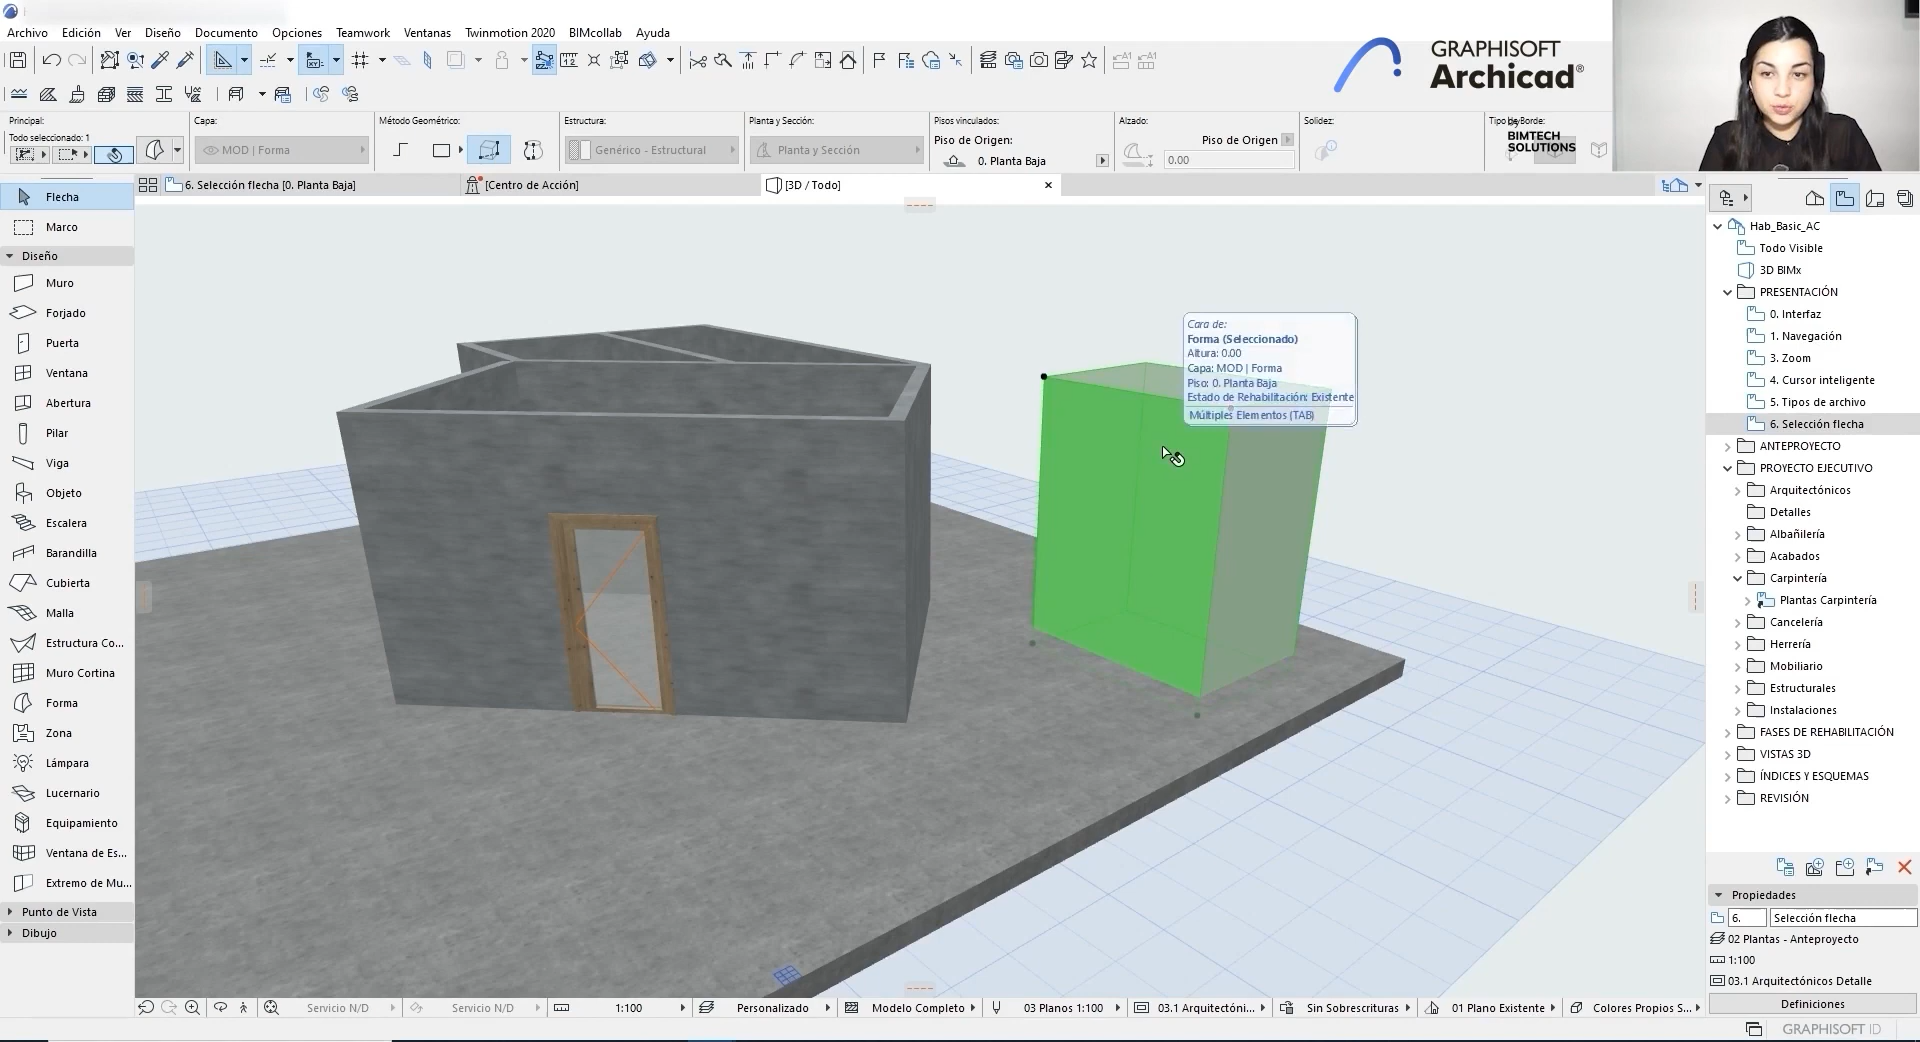 Archivo Edición Ver Diseño Documento Opciones Teamwork Ventanas Twinmotion 2020 BIMcollab Ayuda
GRAPHISOFT
Archicad®
by
BIMTECH
SOLUTIONS
Principal:
Todo seleccionado: 1
Capa:
MOD | Forma
Método Geométrico:
Estructura:
Genérico - Estructural
Planta y Sección:
Planta y Sección
Pisos vinculados:
Piso de Origen:
0. Planta Baja
Alzado:
Piso de Origen
0.00
Solidez:
6. Selección flecha [0. Planta Baja]
[Centro de Acción]
[3D / Todo]
Flecha
Marco
Diseño
Muro
Forjado
Puerta
Ventana
Abertura
Pilar
Viga
Objeto
Escalera
Barandilla
Cubierta
Malla
Estructura Co...
Muro Cortina
Forma
Zona
Lámpara
Lucernario
Equipamiento
Ventana de Es...
Extremo de Mu...
Punto de Vista
Dibujo
Cara de:
Forma (Seleccionado)
Altura: 0.00
Capa: MOD | Forma
Piso: 0. Planta Baja
Estado de Rehabilitación: Existente
Múltiples Elementos (TAB)
Hab_Basic_AC
Todo Visible
3D BIMx
PRESENTACIÓN
0. Interfaz
1. Navegación
3. Zoom
4. Cursor inteligente
5. Tipos de archivo
6. Selección flecha
ANTEPROYECTO
PROYECTO EJECUTIVO
Arquitectónicos
Detalles
Albañilería
Acabados
Carpintería
Plantas Carpintería
Cancelería
Herrería
Mobiliario
Estructurales
Instalaciones
FASES DE REHABILITACIÓN
VISTAS 3D
ÍNDICES Y ESQUEMAS
REVISIÓN
Propiedades
6. Selección flecha
02 Plantas - Anteproyecto
1:100
03.1 Arquitectónicos Detalle
Definiciones
Servicio N/D Servicio N/D 1:100 Personalizado Modelo Completo 03 Planos 1:100 03.1 Arquitectóni... Sin Sobrescrituras 01 Plano Existente Colores Propios S...
GRAPHISOFT ID